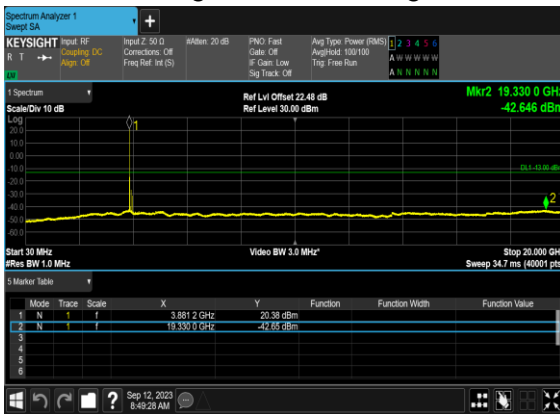 Spectrum Analyzer 1
Swept SA
+
KEYSIGHT Input: RF Input Z: 50 Ω #Atten: 20 dB PNO: Fast Avg Type: Power (RMS) 1 2 3 4 5 6
R T Coupling: DC Corrections: Off Gate: Off Avg|Hold: 100/100 A W W W W W
Align: Off Freq Ref: Int (S) IF Gain: Low Trig: Free Run
Sig Track: Off A N N N N N
1 Spectrum Ref Lvl Offset 22.48 dB Mkr2 19.330 0 GHz
Scale/Div 10 dB Ref Level 30.00 dBm -42.646 dBm
Log
1
20.0
10.0
0.00
-10.0 DL1 -13.00 dBm
-20.0
-30.0
-40.0 2
-50.0
-60.0
Start 30 MHz Video BW 3.0 MHz* Stop 20.000 GH
#Res BW 1.0 MHz Sweep 34.7 ms (40001 pts
5 Marker Table
Mode Trace Scale X Y Function Function Width Function Value
1 N 1 f 3.881 2 GHz 20.38 dBm
2 N 1 f 19.330 0 GHz -42.65 dBm
3
4
5
6
? Sep 12, 2023
8:49:28 AM